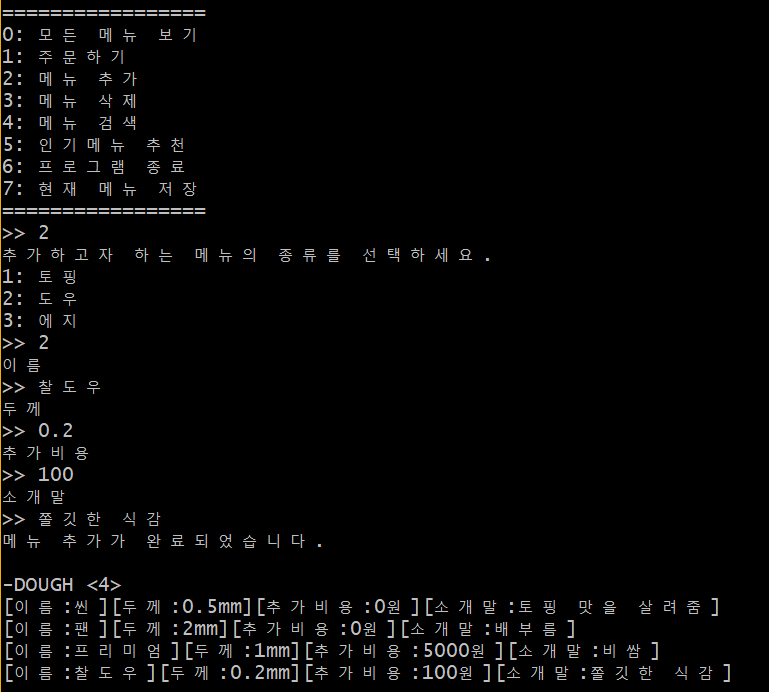 =================
0: 모든 메뉴 보기
1: 주문하기
2: 메뉴 추가
3: 메뉴 삭제
4: 메뉴 검색
5: 인기메뉴 추천
6: 프로그램 종료
7: 현재 메뉴 저장
=================
>> 2
추가하고자 하는 메뉴의 종류를 선택하세요.
1: 토핑
2: 도우
3: 에지
>> 2
이름
>> 찰도우
두께
>> 0.2
추가비용
>> 100
소개말
>> 쫄깃한 식감
메뉴 추가가 완료되었습니다.
-DOUGH <4>
[이름:씬][두께:0.5mm][추가비용:0원][소개말:토핑 맛을 살려줌]
[이름:팬][두께:2mm][추가비용:0원][소개말:배부름]
[이름:프리미엄][두께:1mm][추가비용:5000원][소개말:비쌈]
[이름:찰도우][두께:0.2mm][추가비용:100원][소개말:쫄깃한 식감]